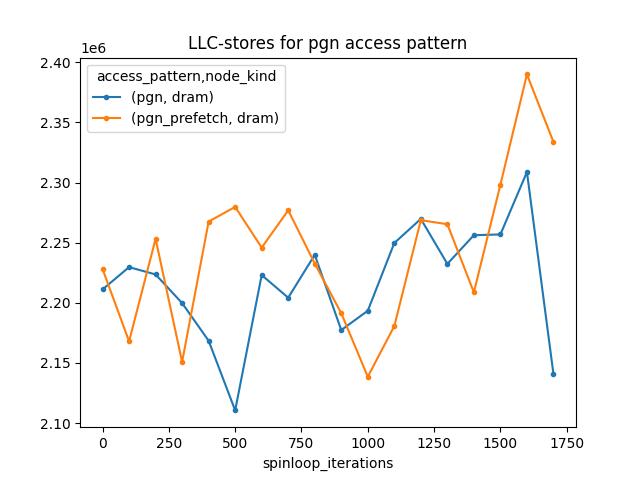 LLC-stores for pgn access pattern
1e6
access_pattern,node_kind
(pgn, dram)
(pgn_prefetch, dram)
2.40
2.35
2.30
2.25
2.20
2.15
2.10
0 250 500 750 1000 1250 1500 1750
spinloop_iterations